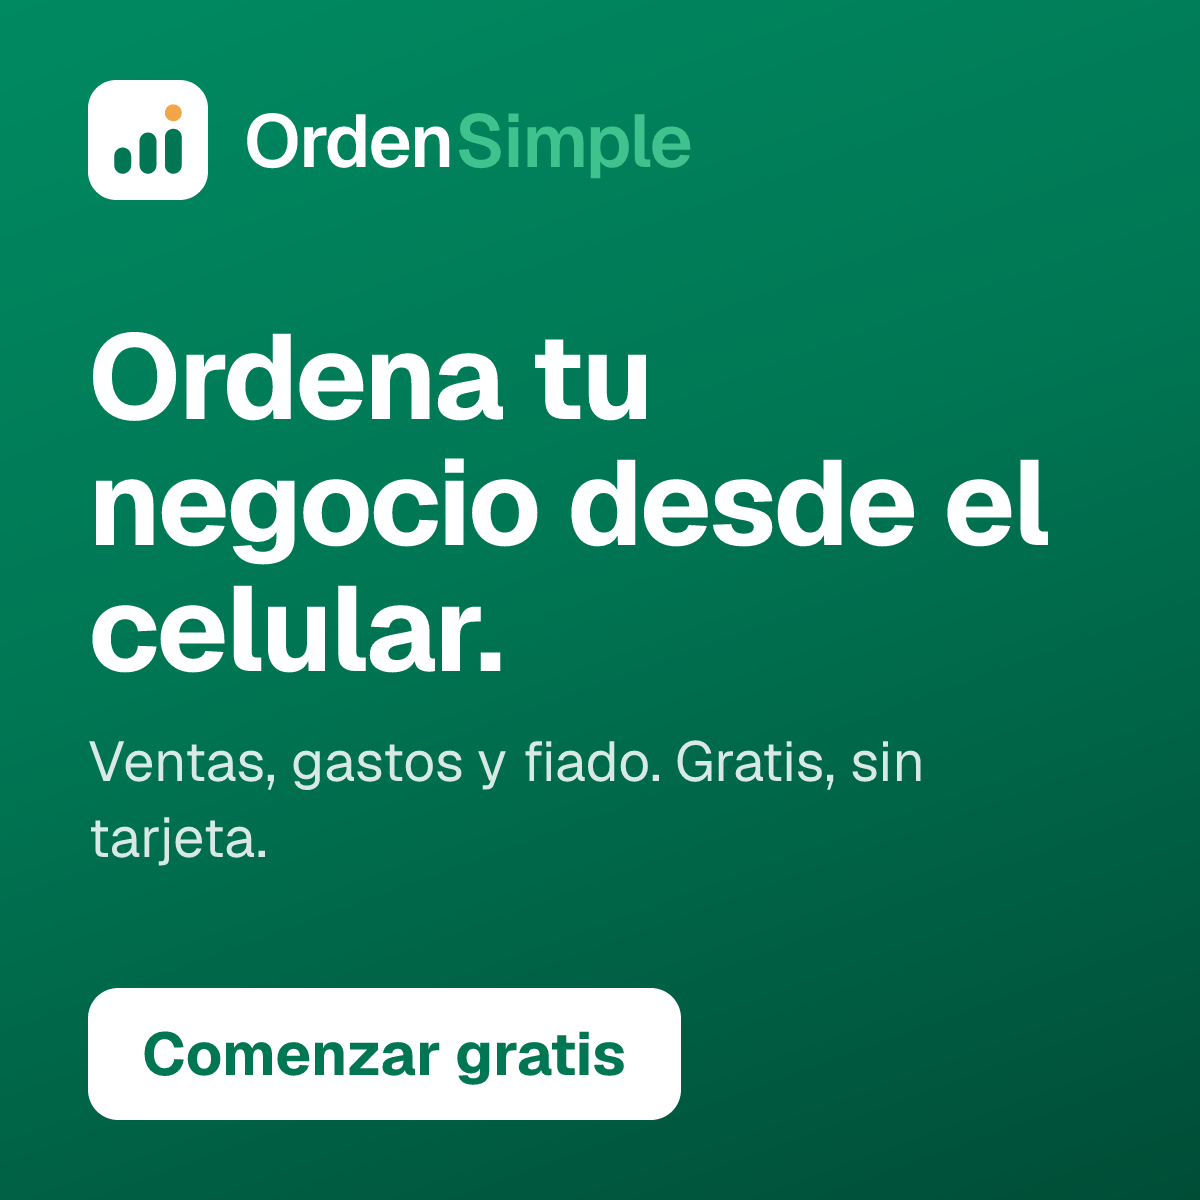 OrdenSimple
Ordena tu
negocio desde el
celular.
Ventas, gastos y fiado. Gratis, sin
tarjeta.
Comenzar gratis